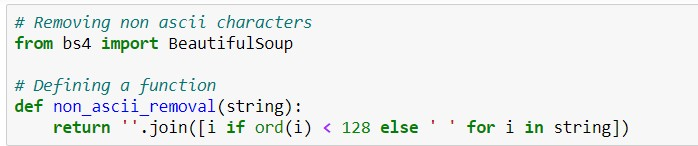 # Removing non ascii characters
from bs4 import BeautifulSoup

# Defining a function
def non_ascii_removal(string):
    return ''.join([i if ord(i) < 128 else ' ' for i in string])